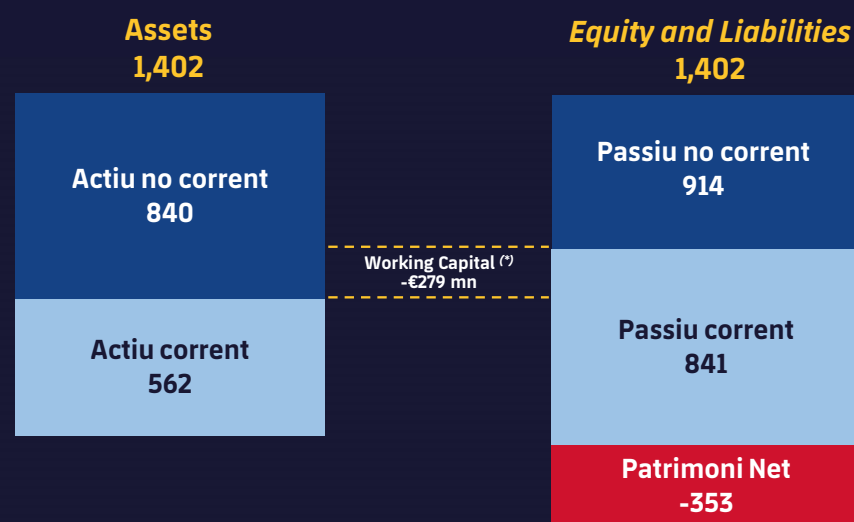 Assets
1,402
Actiu no corrent
840
Actiu corrent
562
Working Capital (*)
-€279 mn
Equity and Liabilities
1,402
Passiu no corrent
914
Passiu corrent
841
Patrimoni Net
-353